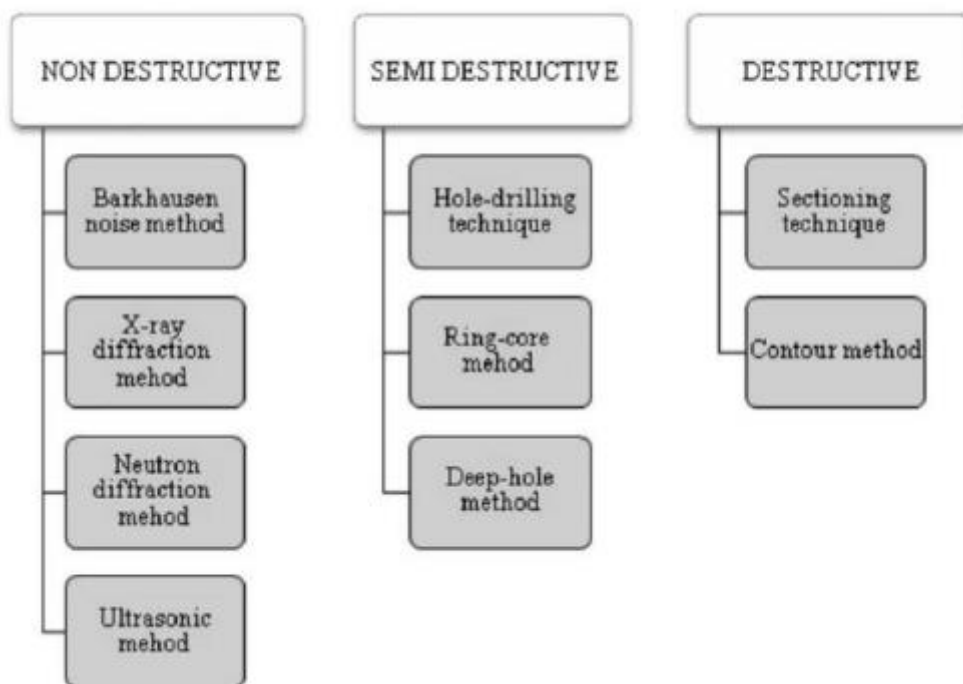 NON DESTRUCTIVE
Barkhausen
noise method
X-ray
diffraction
mehod
Neutron
diffraction
mehod
Ultrasonic
mehod
SEMI DESTRUCTIVE
Hole-drilling
technique
Ring-core
mehod
Deep-hole
method
DESTRUCTIVE
Sectioning
technique
Contour method